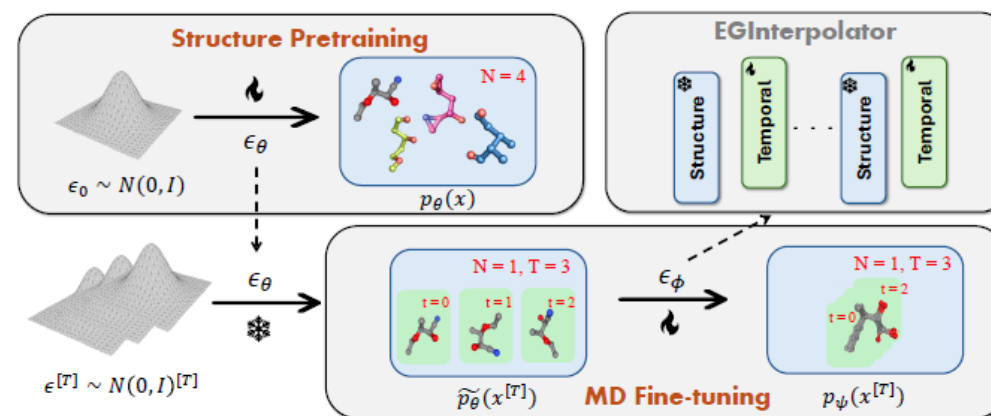 Structure Pretraining
N = 4
ϵ_θ
ϵ_0 ~ N(0, I)
p_θ(x)
EGInterpolator
Structure
Temporal
. . . .
Structure
Temporal
ϵ_θ
ϵ^[T] ~ N(0, I)^[T]
N = 1, T = 3
t = 0
t = 1
t = 2
p̃_θ(x^[T])
ϵ_ϕ
MD Fine-tuning
N = 1, T = 3
t = 2
t = 0
p_ψ(x^[T])